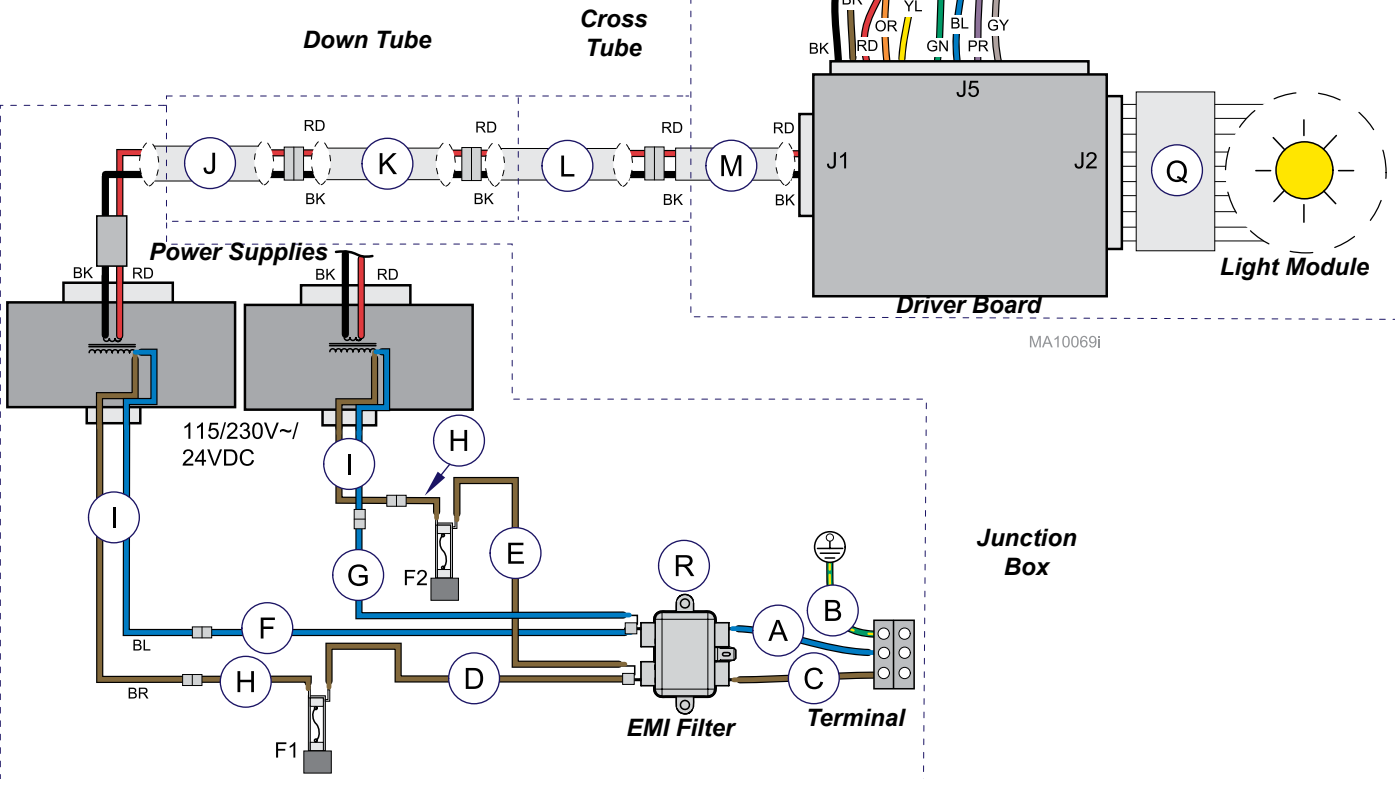 Down Tube
Cross
Tube
BR
YL
OR
BL
GY
BK
RD
GN
PR
J5
RD
RD
RD
RD
J
K
L
M
J1
J2
Q
BK
BK
BK
BK
Power Supplies
BK
RD
BK
RD
Light Module
Driver Board
MA10069i
115/230V~/
24VDC
H
I
I
E
Junction
Box
G
F2
R
B
F
A
BL
H
D
C
BR
Terminal
EMI Filter
F1